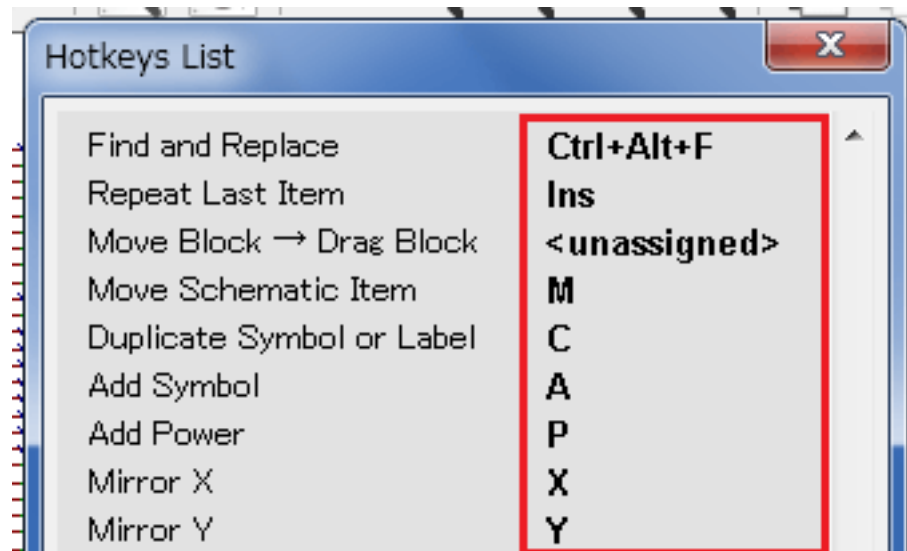 Hotkeys List
Find and Replace Ctrl+Alt+F
Repeat Last Item Ins
Move Block → Drag Block <unassigned>
Move Schematic Item M
Duplicate Symbol or Label C
Add Symbol A
Add Power P
Mirror X X
Mirror Y Y